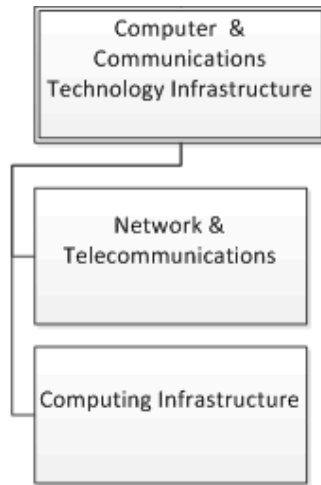 Computer &
Communications
Technology Infrastructure
Network &
Telecommunications
Computing Infrastructure